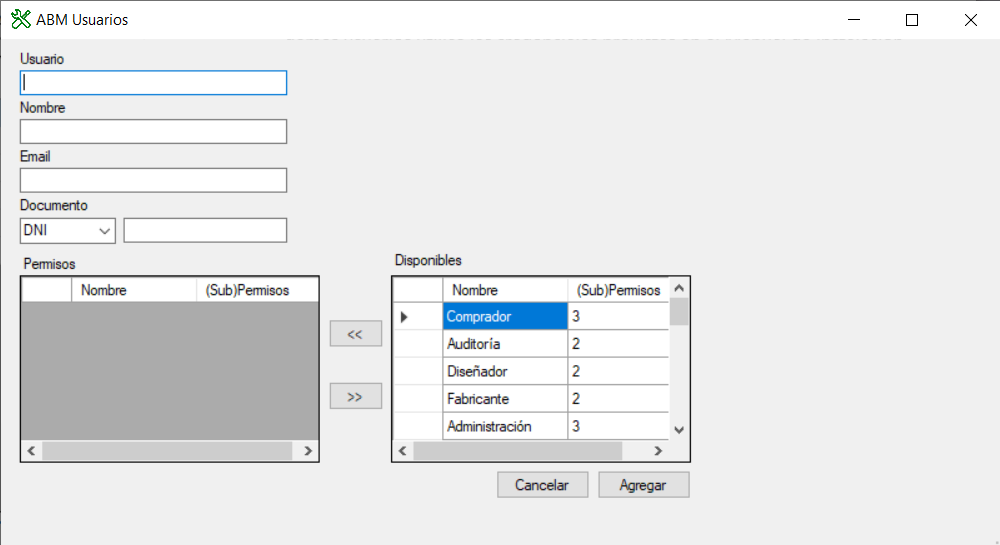 ABM Usuarios
Usuario
Nombre
Email
Documento
DNI
Permisos
Nombre (Sub)Permisos
<<
>>
Disponibles
Nombre (Sub)Permisos
Comprador 3
Auditoría 2
Diseñador 2
Fabricante 2
Administración 3
Cancelar Agregar